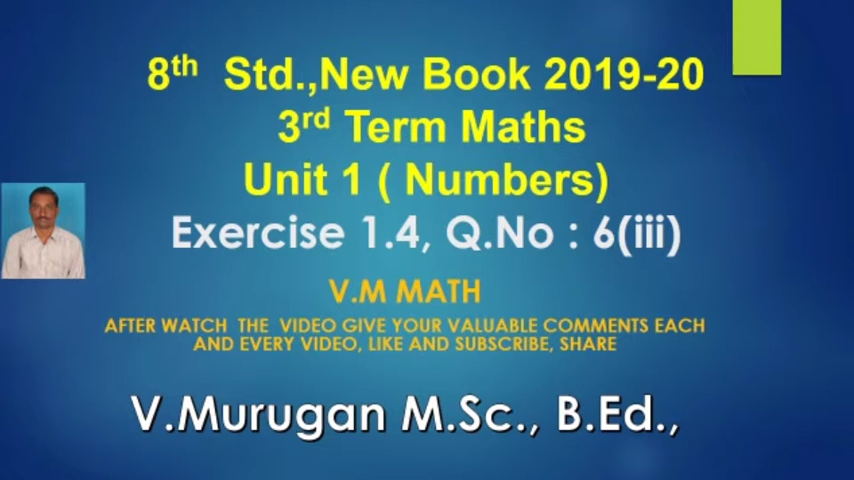 8th Std.,New Book 2019-20
3rd Term Maths
Unit 1 ( Numbers)
Exercise 1.4, Q.No : 6(iii)
V.M MATH
AFTER WATCH THE VIDEO GIVE YOUR VALUABLE COMMENTS EACH
AND EVERY VIDEO, LIKE AND SUBSCRIBE, SHARE
V.Murugan M.Sc., B.Ed.,